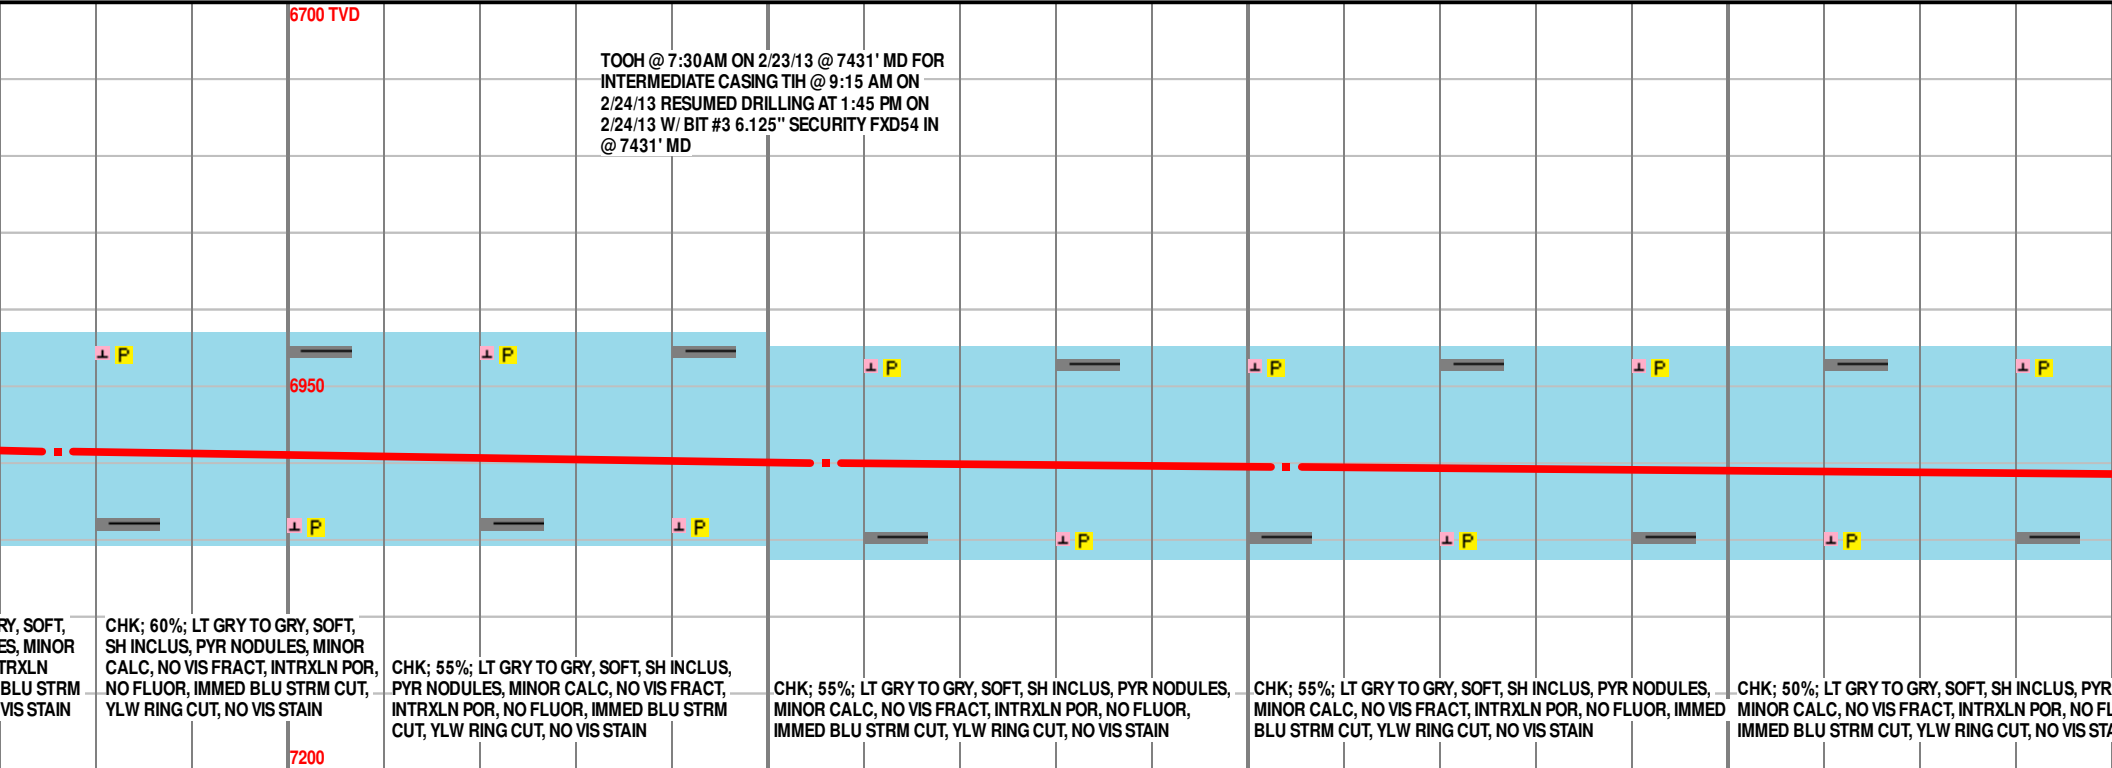 6700 TVD
TOOH @ 7:30AM ON 2/23/13 @ 7431' MD FOR
INTERMEDIATE CASING TIH @ 9:15 AM ON
2/24/13 RESUMED DRILLING AT 1:45 PM ON
2/24/13 W/ BIT #3 6.125" SECURITY FXD54 IN
@ 7431' MD
P
P
P
P
P
P
6950
P
P
P
P
P
RY, SOFT,
ES, MINOR
TRXLN
BLU STRM
VIS STAIN
CHK; 60%; LT GRY TO GRY, SOFT,
SH INCLUS, PYR NODULES, MINOR
CALC, NO VIS FRACT, INTRXLN POR,
NO FLUOR, IMMED BLU STRM CUT,
YLW RING CUT, NO VIS STAIN
CHK; 55%; LT GRY TO GRY, SOFT, SH INCLUS,
PYR NODULES, MINOR CALC, NO VIS FRACT,
INTRXLN POR, NO FLUOR, IMMED BLU STRM
CUT, YLW RING CUT, NO VIS STAIN
CHK; 55%; LT GRY TO GRY, SOFT, SH INCLUS, PYR NODULES,
MINOR CALC, NO VIS FRACT, INTRXLN POR, NO FLUOR,
IMMED BLU STRM CUT, YLW RING CUT, NO VIS STAIN
CHK; 55%; LT GRY TO GRY, SOFT, SH INCLUS, PYR NODULES,
MINOR CALC, NO VIS FRACT, INTRXLN POR, NO FLUOR, IMMED
BLU STRM CUT, YLW RING CUT, NO VIS STAIN
CHK; 50%; LT GRY TO GRY, SOFT, SH INCLUS, PYR
MINOR CALC, NO VIS FRACT, INTRXLN POR, NO FL
IMMED BLU STRM CUT, YLW RING CUT, NO VIS STA
7200